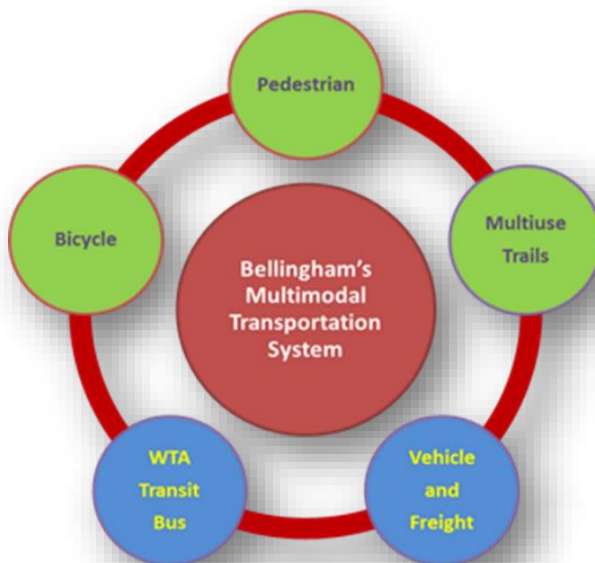 Pedestrian
Bicycle
Multiuse
Trails
Bellingham's
Multimodal
Transportation
System
WTA
Transit
Bus
Vehicle
and
Freight